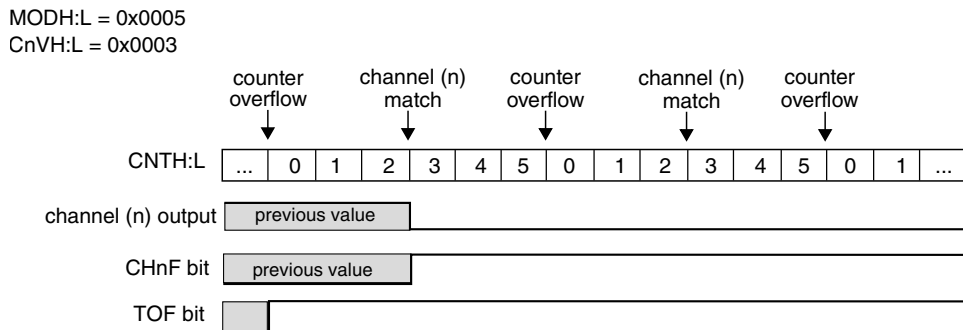 MODH:L = 0x0005
CnVH:L = 0x0003
counter overflow
channel (n) match
counter overflow
channel (n) match
counter overflow
CNTH:L ... 0 1 2 3 4 5 0 1 2 3 4 5 0 1 ...
channel (n) output previous value
CHnF bit previous value
TOF bit